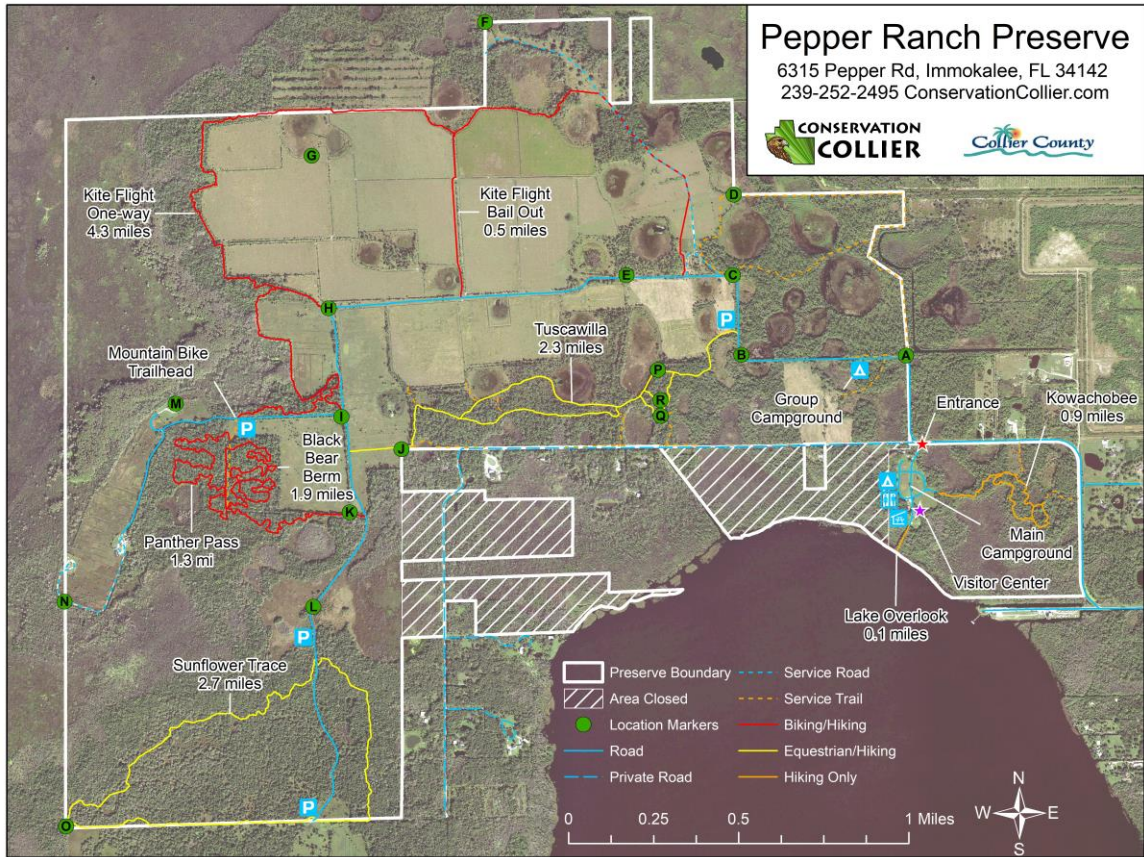 Pepper Ranch Preserve
6315 Pepper Rd, Immokalee, FL 34142
239-252-2495 ConservationCollier.com
CONSERVATION
COLLIER
Collier County
F
G
D
Kite Flight
One-way
4.3 miles
Kite Flight
Bail Out
0.5 miles
E
C
H
P
Tuscawilla
2.3 miles
B
A
Mountain Bike
Trailhead
M
P
R
Q
Group
Campground
Entrance
Kowachobee
0.9 miles
I
P
J
Black
Bear
Berm
1.9 miles
K
Panther Pass
1.3 mi
Main
Campground
Visitor Center
N
L
P
Lake Overlook
0.1 miles
Sunflower Trace
2.7 miles
P
O
Preserve Boundary
Area Closed
Location Markers
Road
Private Road
Service Road
Service Trail
Biking/Hiking
Equestrian/Hiking
Hiking Only
0 0.25 0.5 1 Miles
N
W E
S